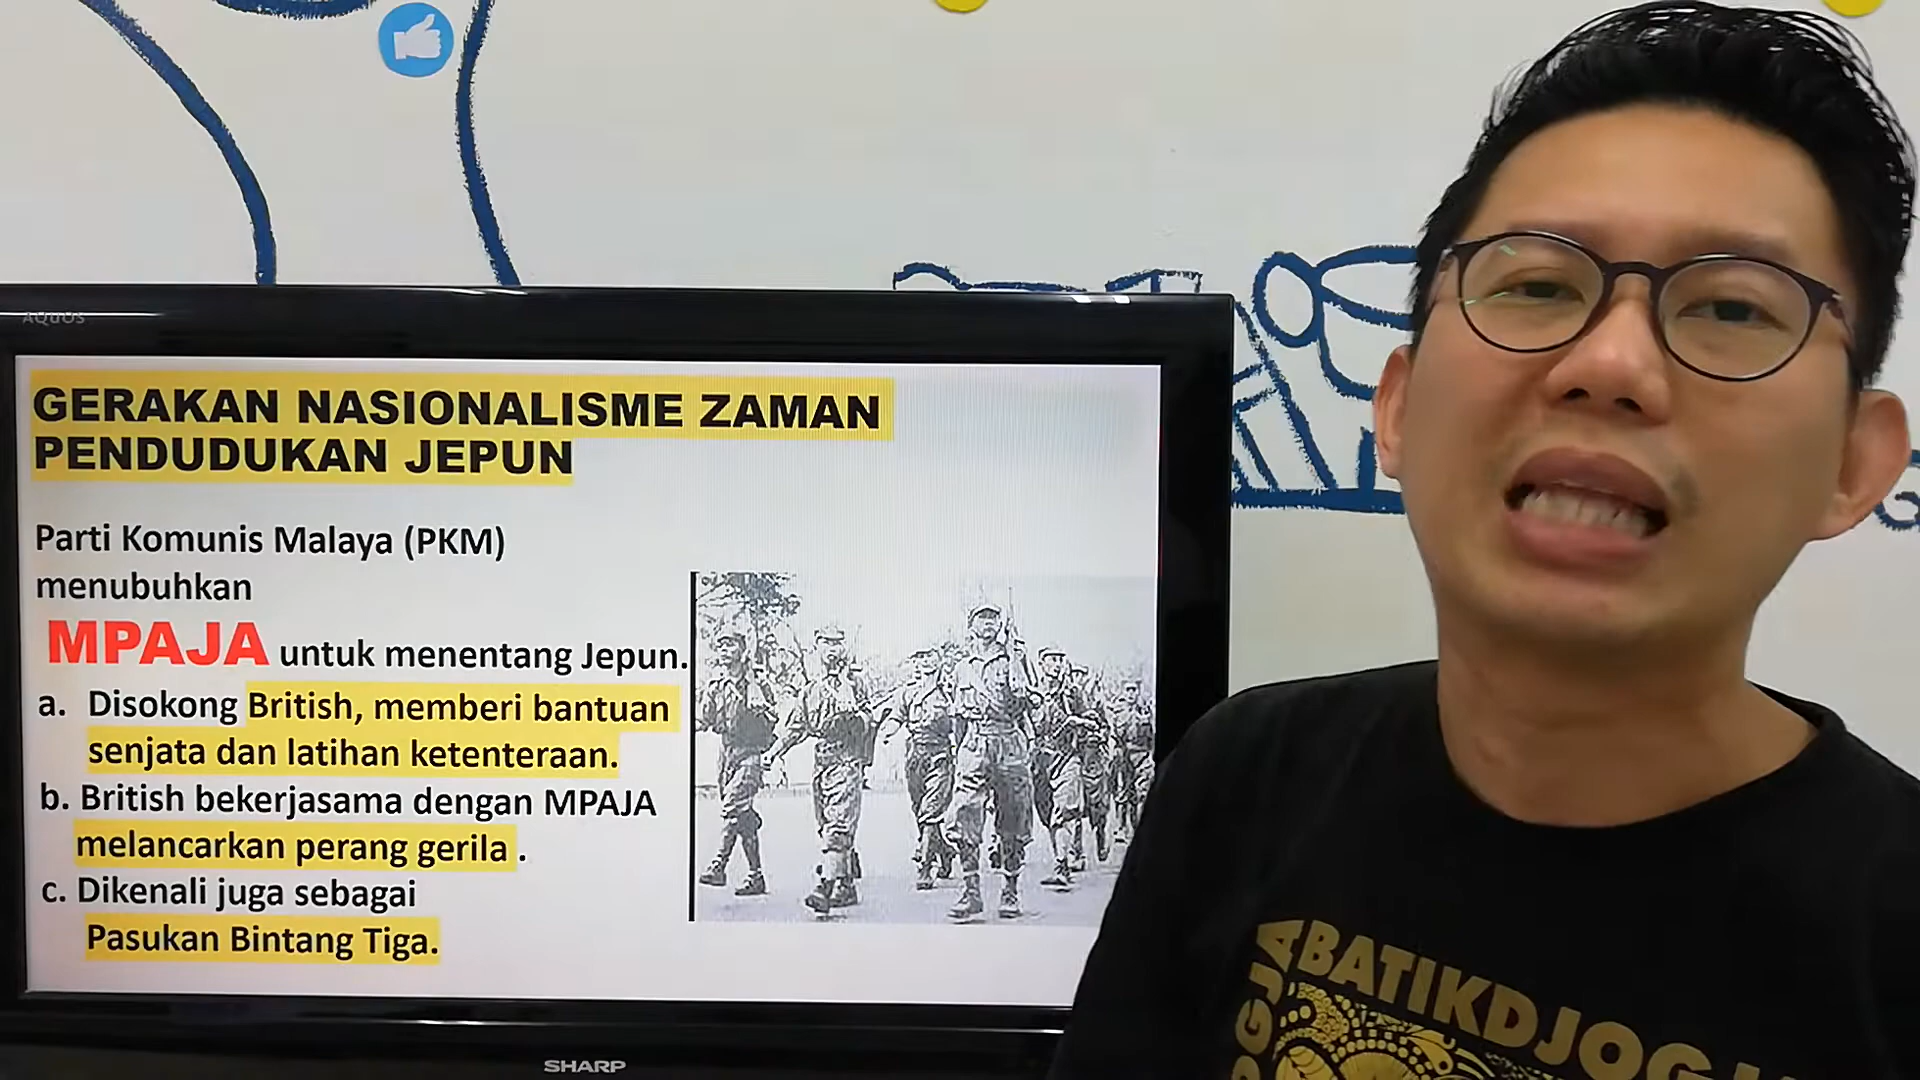 AQUOS
GERAKAN NASIONALISME ZAMAN
PENDUDUKAN JEPUN
Parti Komunis Malaya (PKM)
menubuhkan
MPAJA untuk menentang Jepun.
a. Disokong British, memberi bantuan
senjata dan latihan ketenteraan.
b. British bekerjasama dengan MPAJA
melancarkan perang gerila .
c. Dikenali juga sebagai
Pasukan Bintang Tiga.
SHARP
BATIKDJOGJA